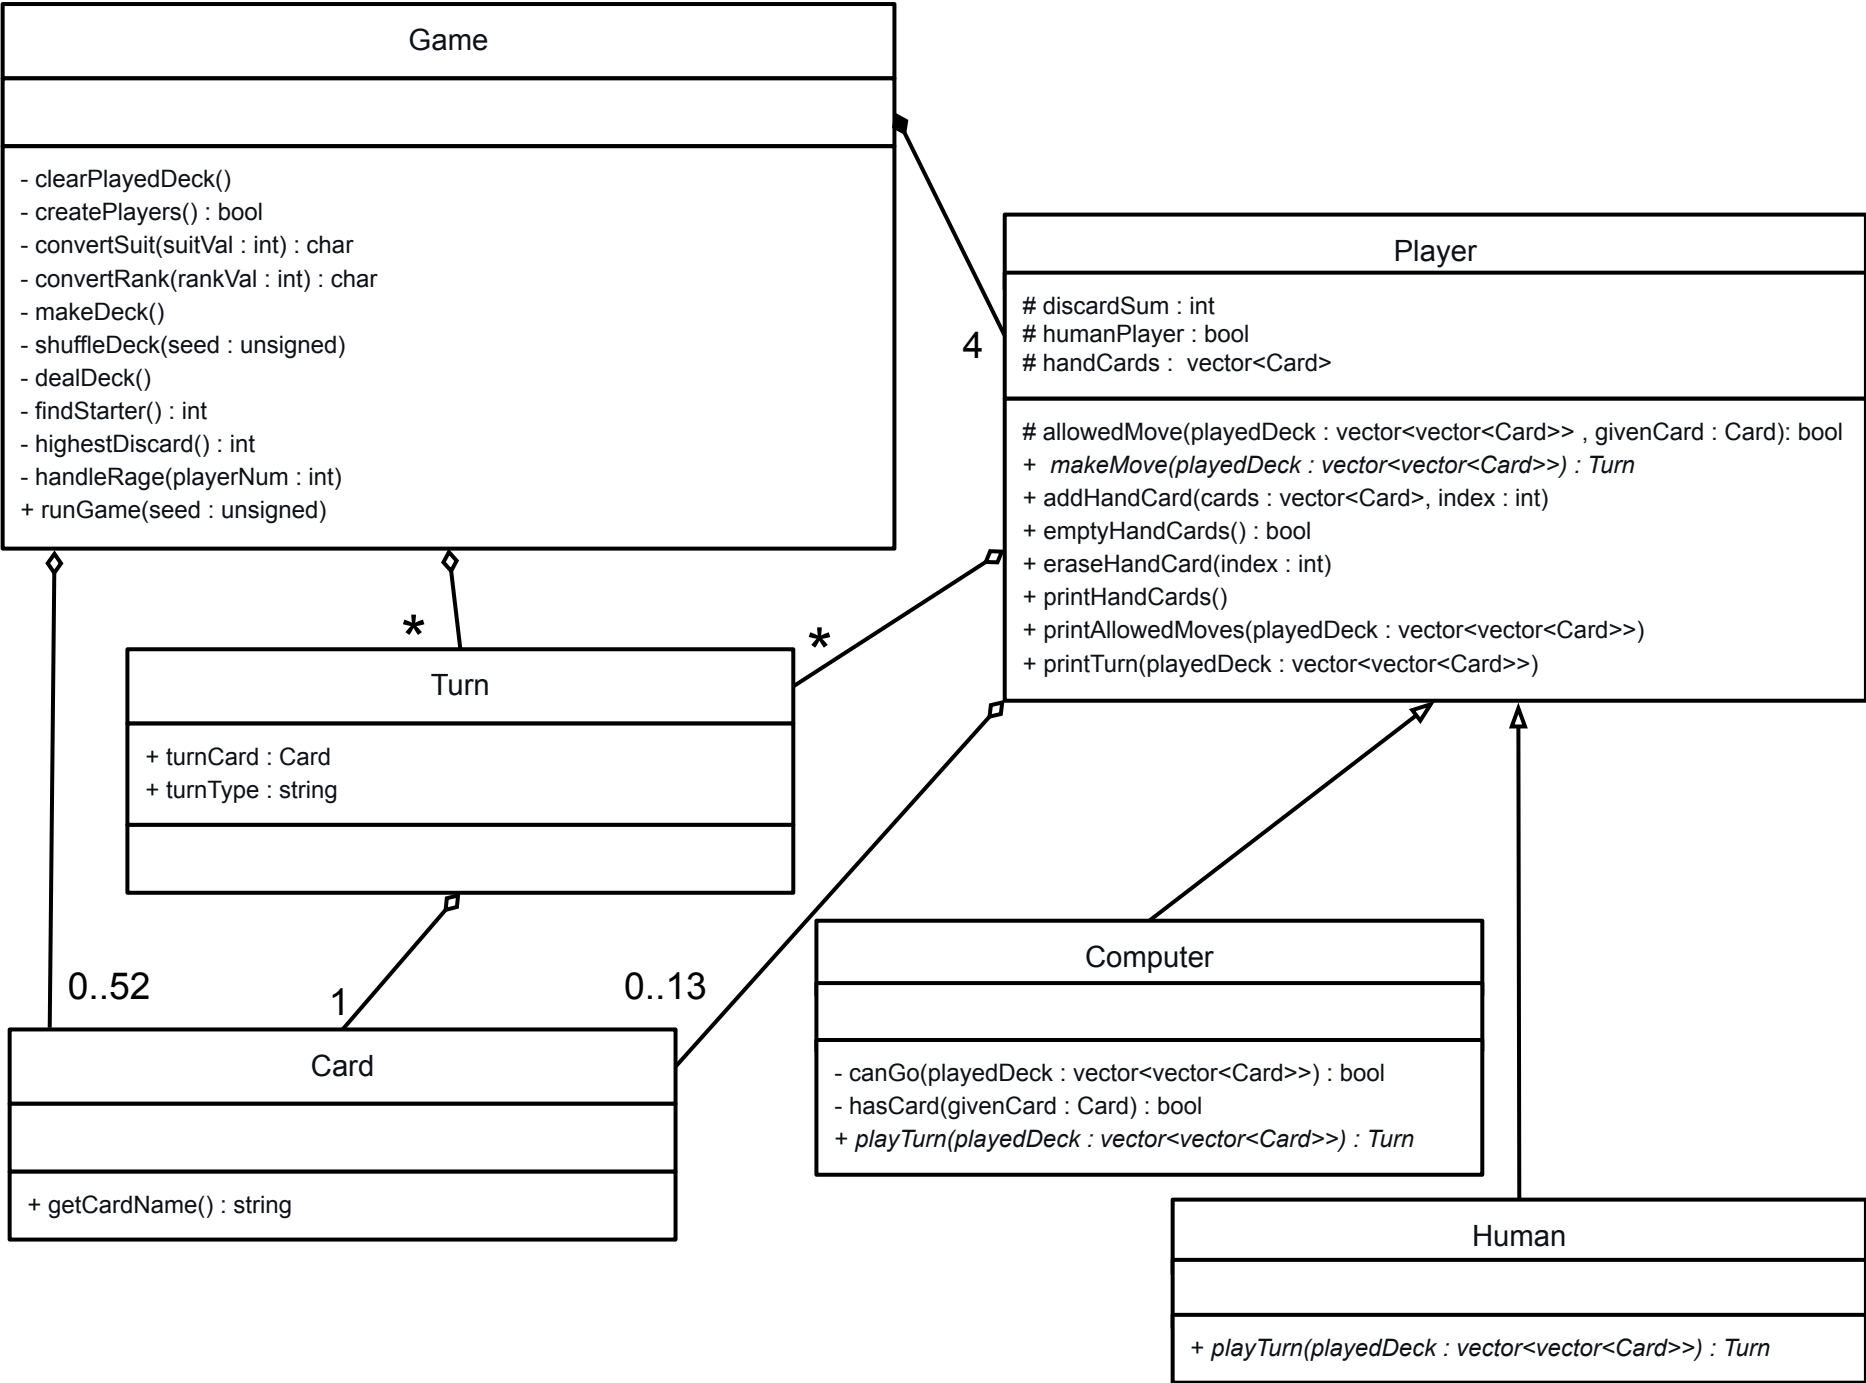 Game
- clearPlayedDeck()
- createPlayers() : bool
- convertSuit(suitVal : int) : char
- convertRank(rankVal : int) : char
- makeDeck()
- shuffleDeck(seed : unsigned)
- dealDeck()
- findStarter() : int
- highestDiscard() : int
- handleRage(playerNum : int)
+ runGame(seed : unsigned)
4
Player
# discardSum : int
# humanPlayer : bool
# handCards :  vector<Card>
# allowedMove(playedDeck : vector<vector<Card>> , givenCard : Card): bool
+  makeMove(playedDeck : vector<vector<Card>>) : Turn
+ addHandCard(cards : vector<Card>, index : int)
+ emptyHandCards() : bool
+ eraseHandCard(index : int)
+ printHandCards()
+ printAllowedMoves(playedDeck : vector<vector<Card>>)
+ printTurn(playedDeck : vector<vector<Card>>)
*
*
Turn
+ turnCard : Card
+ turnType : string
0..52
1
0..13
Card
+ getCardName() : string
Computer
- canGo(playedDeck : vector<vector<Card>>) : bool
- hasCard(givenCard : Card) : bool
+ playTurn(playedDeck : vector<vector<Card>>) : Turn
Human
+ playTurn(playedDeck : vector<vector<Card>>) : Turn